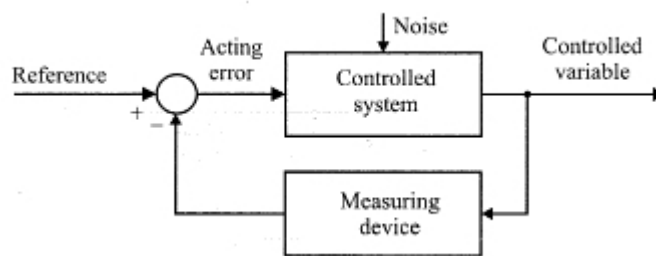 Noise
Controlled
variable
Acting
error
Reference
Controlled
system
+
−
Measuring
device